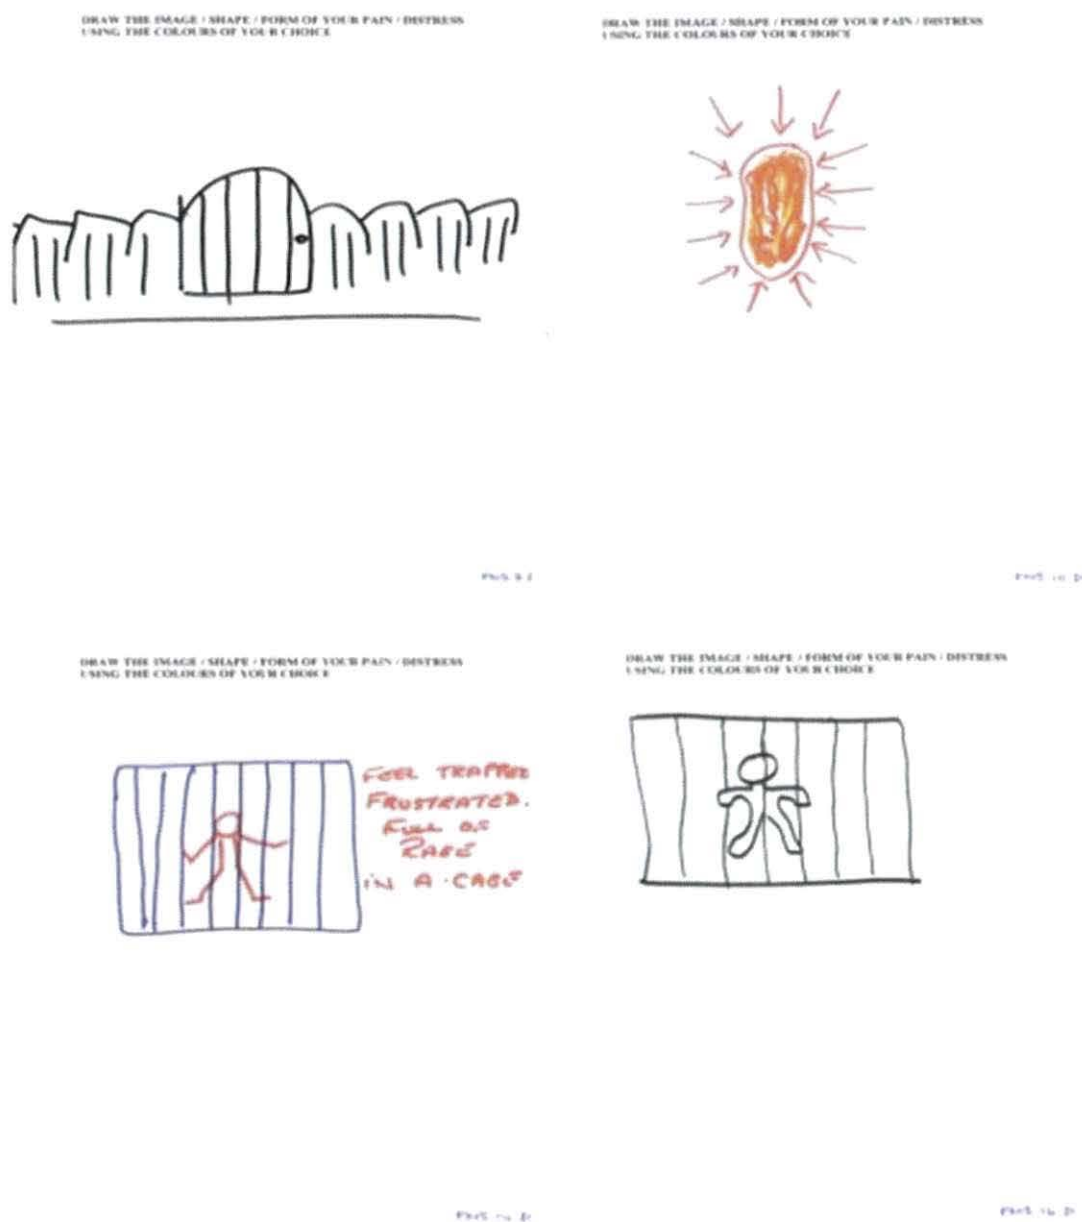 DRAW THE IMAGE / SHAPE / FORM OF YOUR PAIN / DISTRESS
USING THE COLOURS OF YOUR CHOICE
DRAW THE IMAGE / SHAPE / FORM OF YOUR PAIN / DISTRESS
USING THE COLOURS OF YOUR CHOICE
DRAW THE IMAGE / SHAPE / FORM OF YOUR PAIN / DISTRESS
USING THE COLOURS OF YOUR CHOICE
FEEL TRAPPED
FRUSTRATED.
FULL OF
RAGE
IN A CAGE
DRAW THE IMAGE / SHAPE / FORM OF YOUR PAIN / DISTRESS
USING THE COLOURS OF YOUR CHOICE